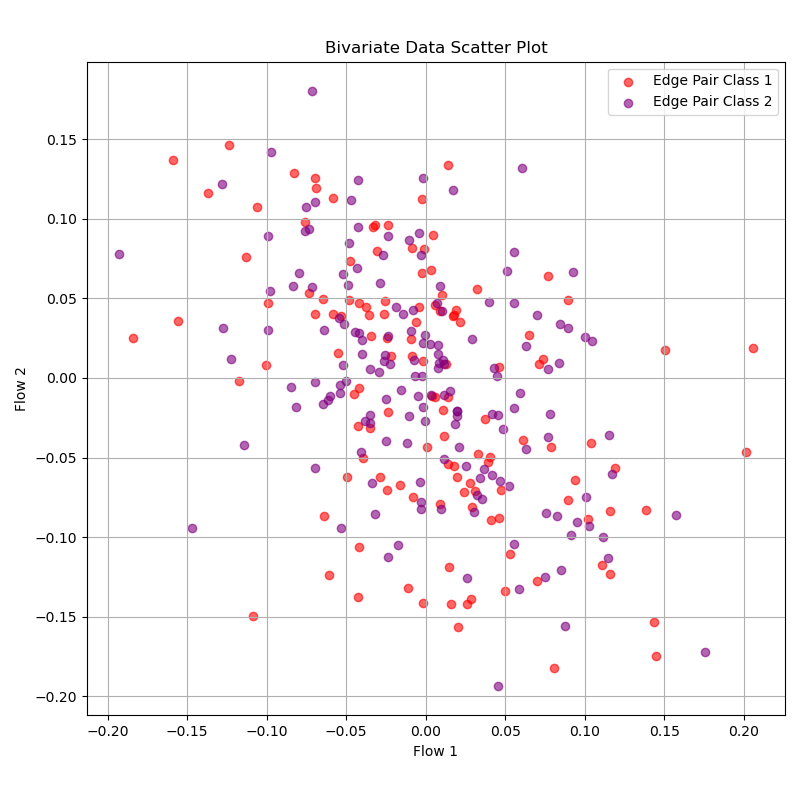 Bivariate Data Scatter Plot
Edge Pair Class 1
Edge Pair Class 2
Flow 2
0.15
0.10
0.05
0.00
−0.05
−0.10
−0.15
−0.20
−0.20 −0.15 −0.10 −0.05 0.00 0.05 0.10 0.15 0.20
Flow 1